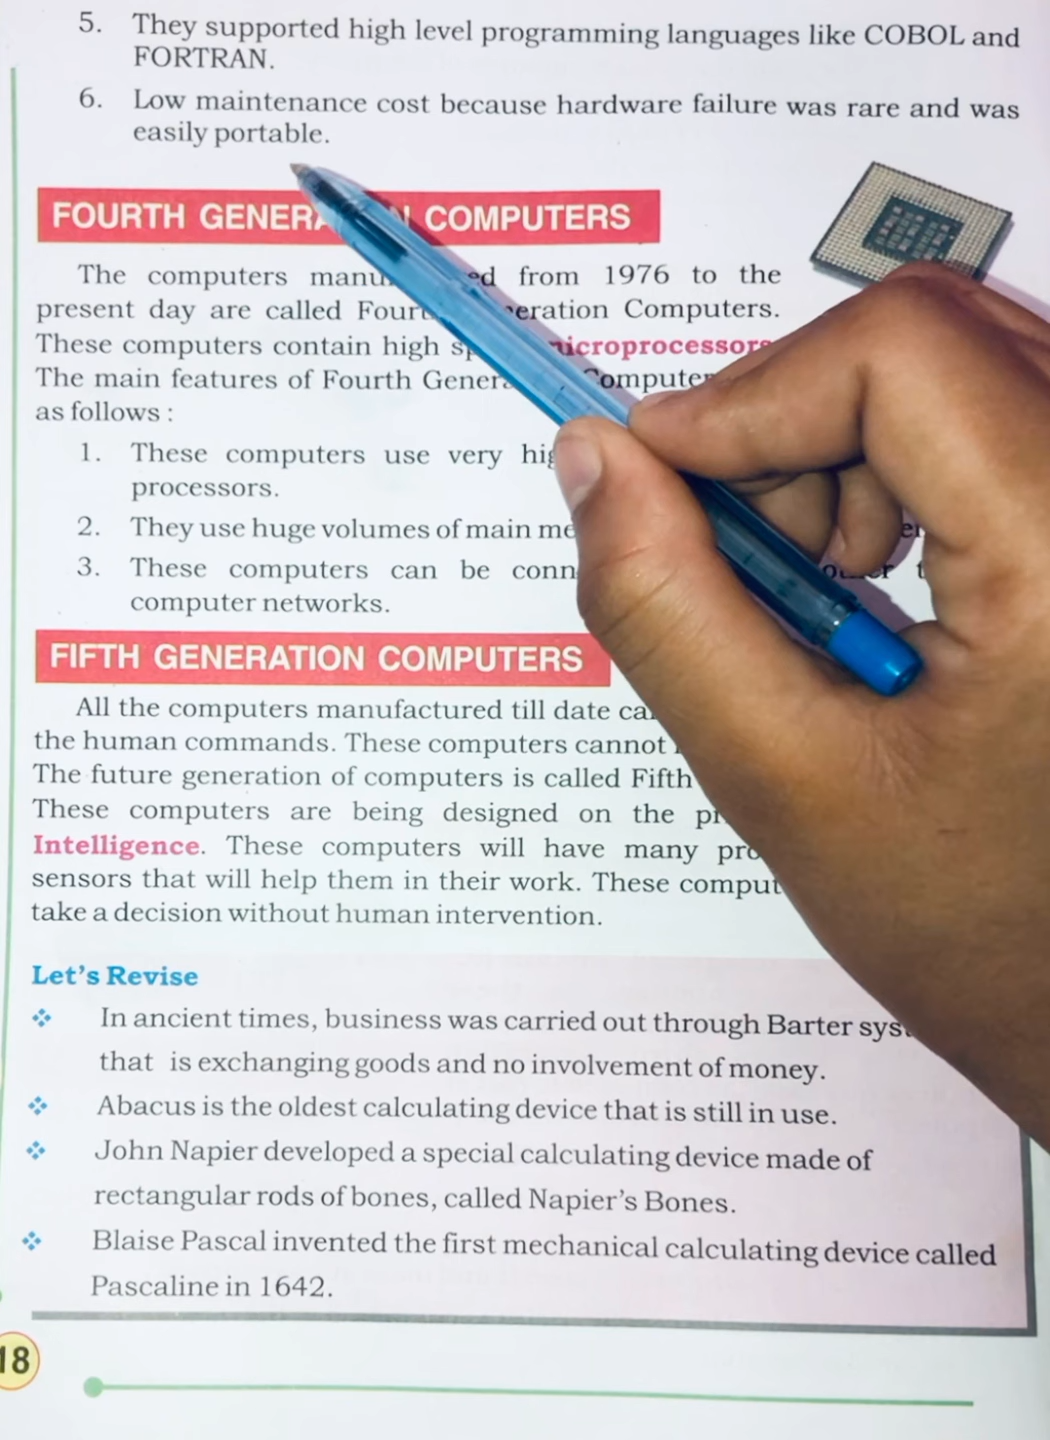 5. They supported high level programming languages like COBOL and
FORTRAN.
6. Low maintenance cost because hardware failure was rare and was
easily portable.
FOURTH COMPUTERS
The computers from 1976 to the
present day are called Computers.
These computers contain high microprocessors
The main features of Fourth
as follows :
1. These computers use very
processors.
2. They use huge volumes of main
3. These computers can be
computer networks.
FIFTH GENERATION COMPUTERS
All the computers manufactured till date
the human commands. These computers cannot
The future generation of computers is called Fifth
These computers are being designed on the
Intelligence. These computers will have many
sensors that will help them in their work. These
take a decision without human intervention.
Let's Revise
In ancient times, business was carried out through Barter
that is exchanging goods and no involvement of money.
Abacus is the oldest calculating device that is still in use.
John Napier developed a special calculating device made of
rectangular rods of bones, called Napier's Bones.
Blaise Pascal invented the first mechanical calculating device called
Pascaline in 1642.
18